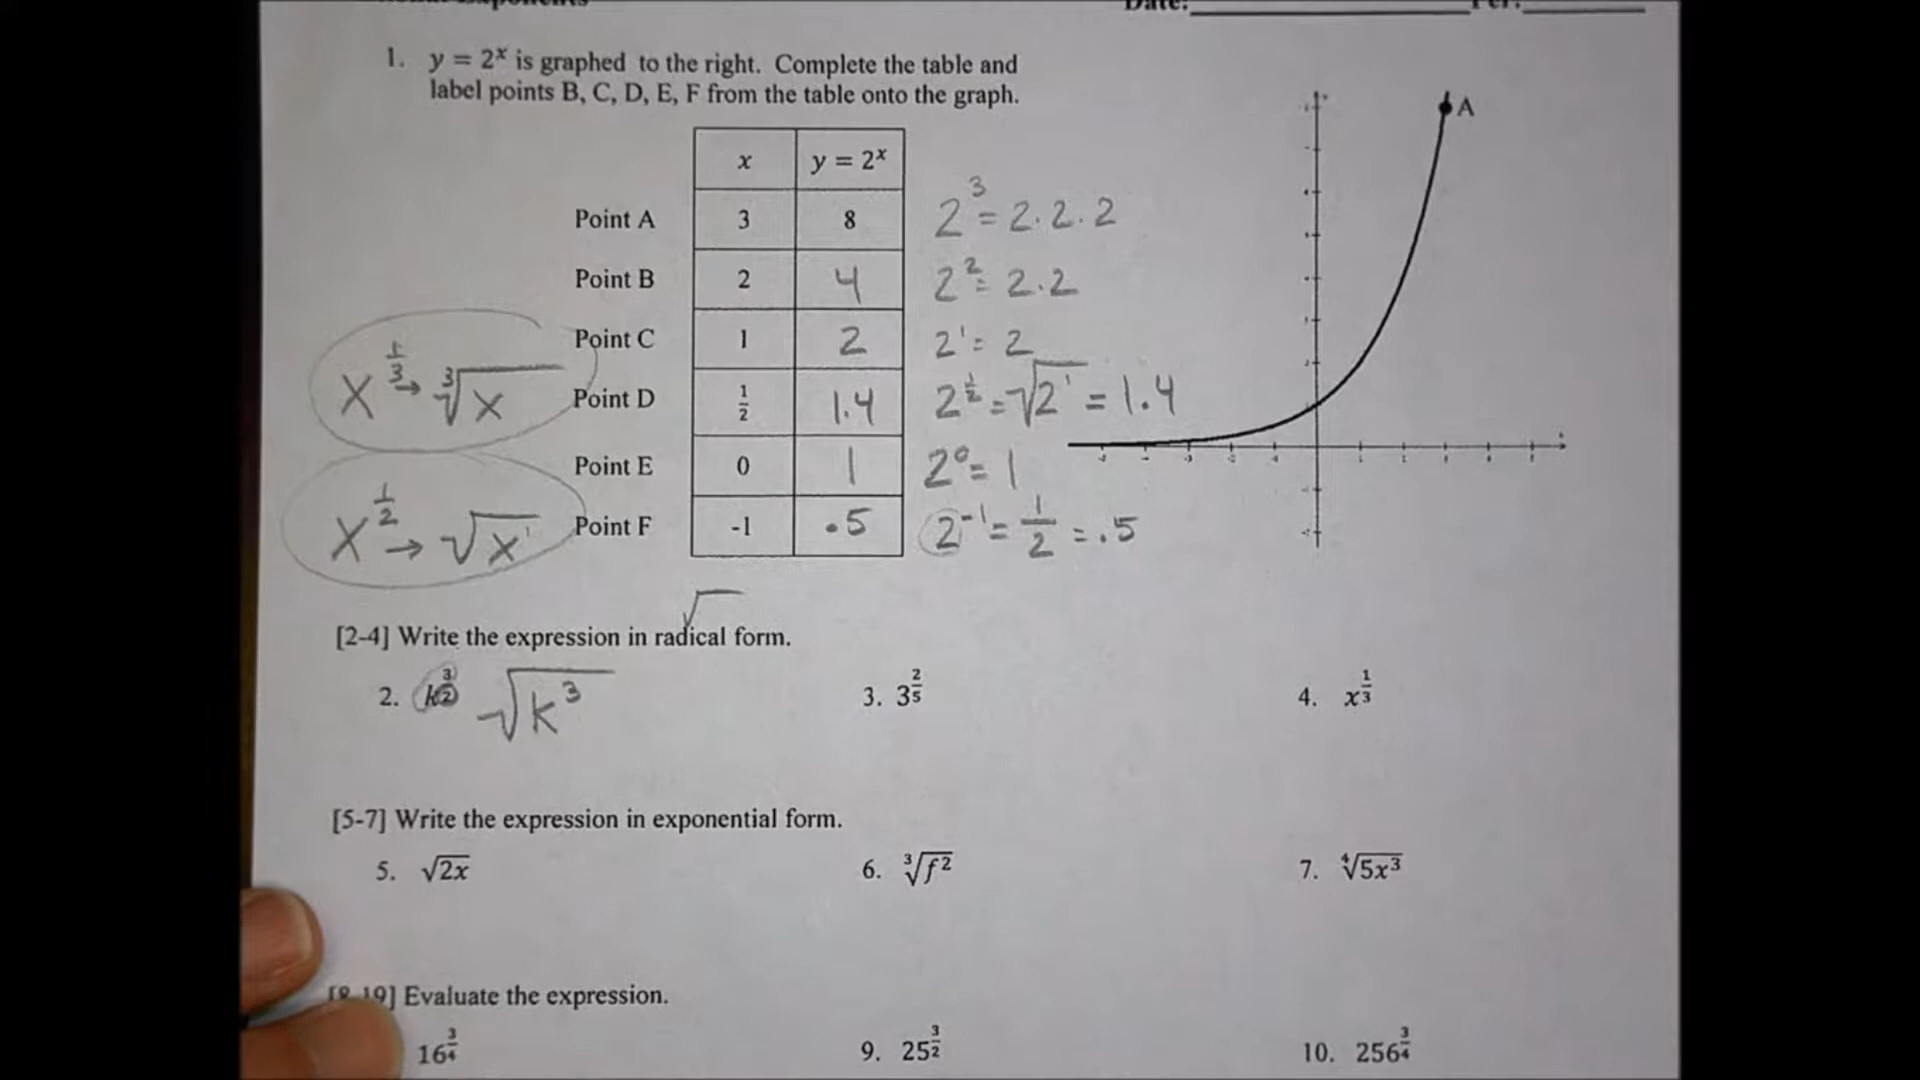 Date: Per:
1. y = 2^x is graphed to the right. Complete the table and
label points B, C, D, E, F from the table onto the graph.
x y = 2^x
Point A 3 8 2^3 = 2·2·2
Point B 2 4 2^2 = 2·2
Point C 1 2 2^1 = 2
Point D 1/2 1.4 2^(1/2) = √2 = 1.4
Point E 0 1 2^0 = 1
Point F -1 .5 2^-1 = 1/2 = .5
x^(1/3) → ∛x
x^(1/2) → √x
A
√
[2-4] Write the expression in radical form.
2. k^(3/2) √k^3 3. 3^(2/5) 4. x^(1/3)
[5-7] Write the expression in exponential form.
5. √2x 6. ∛f^2 7. ∜5x^3
[8-19] Evaluate the expression.
16^(3/4) 9. 25^(3/2) 10. 256^(3/4)